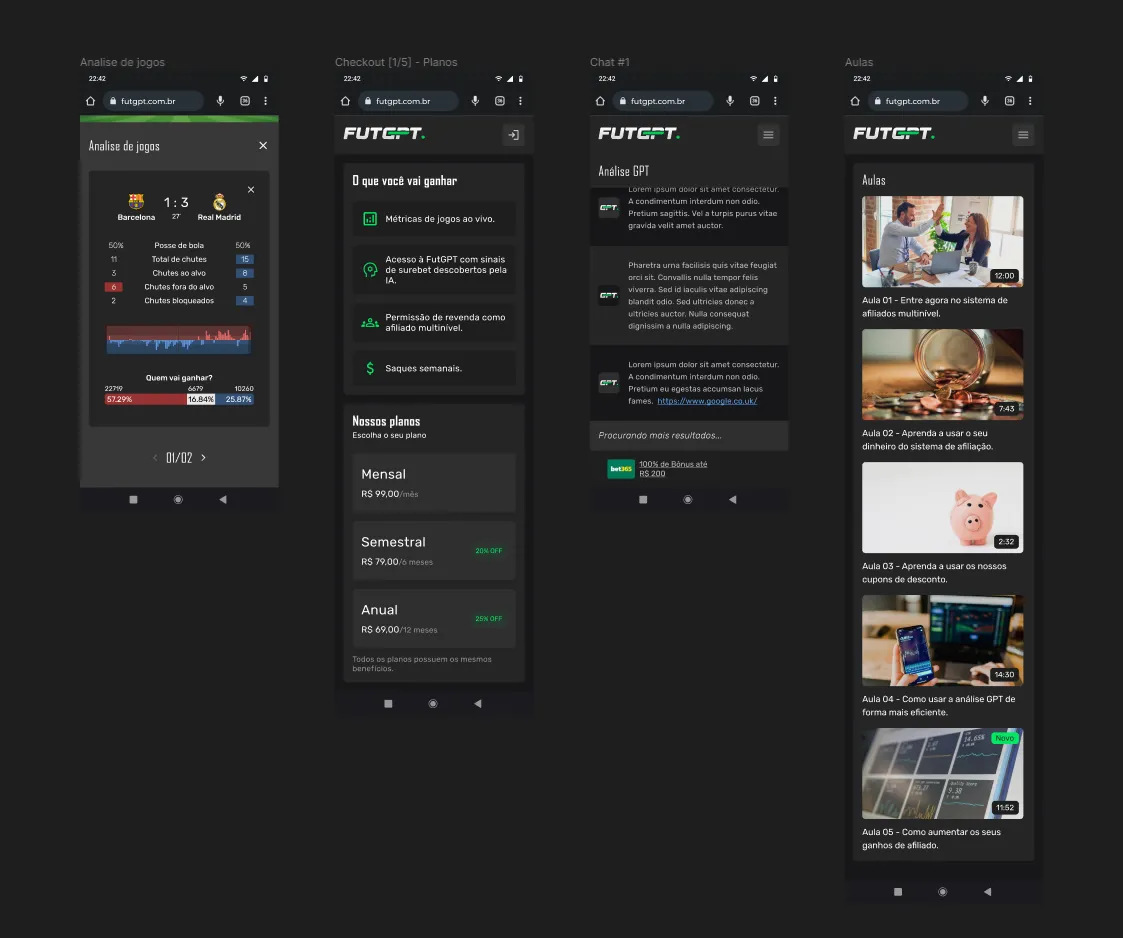 Analise de jogos
22:42
36
futgpt.com.br
Analise de jogos
1 : 3
27'
Barcelona
Real Madrid
50% Posse de bola 50%
11 Total de chutes 15
3 Chutes ao alvo 8
6 Chutes fora do alvo 5
2 Chutes bloqueados 4
Quem vai ganhar?
22719 6679 10260
57.29% 16.84% 25.87%
01/02
Checkout [1/5] - Planos
22:42
futgpt.com.br
36
FUTGPT.
O que você vai ganhar
Métricas de jogos ao vivo.
Acesso à FutGPT com sinais
de surebet descobertos pela
IA.
Permissão de revenda como
afiliado multinível.
Saques semanais.
Nossos planos
Escolha o seu plano
Mensal
R$ 99,00/mês
Semestral
R$ 79,00/6 meses
20% OFF
Anual
R$ 69,00/12 meses
25% OFF
Todos os planos possuem os mesmos
benefícios.
Chat #1
22:42
futgpt.com.br
36
FUTGPT.
Análise GPT
Lorem ipsum dolor sit amet consectetur.
A condimentum interdum non odio.
Pretium sagittis. Vel a turpis purus vitae
gravida velit amet auctor.
GPT.
Pharetra urna facilisis quis vitae feugiat
orci sit. Convallis nulla tempor felis
viverra. Sed id iaculis vitae adipiscing
blandit odio. Sed ultricies donec a
ultricies auctor. Nulla consequat
dignissim a nulla adipiscing.
GPT.
Lorem ipsum dolor sit amet consectetur.
A condimentum interdum non odio.
Pretium eu egestas accumsan lacus
fames. https://www.google.co.uk/
GPT.
Procurando mais resultados...
bet365
100% de Bônus até
R$ 200
Aulas
22:42
futgpt.com.br
36
FUTGPT.
Aulas
12:00
Aula 01 - Entre agora no sistema de
afiliados multinível.
7:43
Aula 02 - Aprenda a usar o seu
dinheiro do sistema de afiliação.
2:32
Aula 03 - Aprenda a usar os nossos
cupons de desconto.
14:30
Aula 04 - Como usar a análise GPT de
forma mais eficiente.
Novo
11:52
Aula 05 - Como aumentar os seus
ganhos de afiliado.